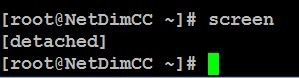 [root@NetDimCC ~]# screen
[detached]
[root@NetDimCC ~]#